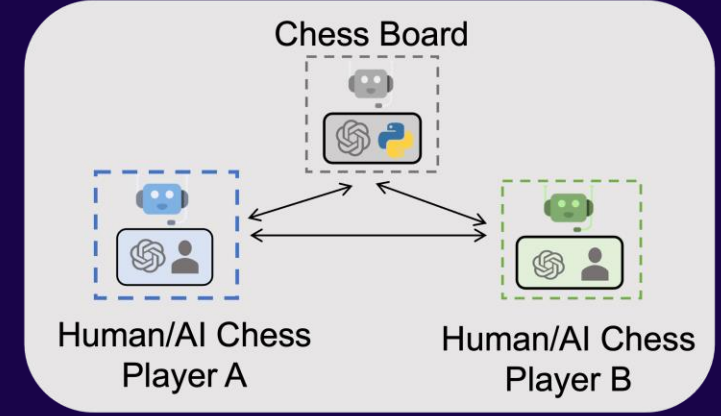 Chess Board
Human/AI Chess
Player A
Human/AI Chess
Player B